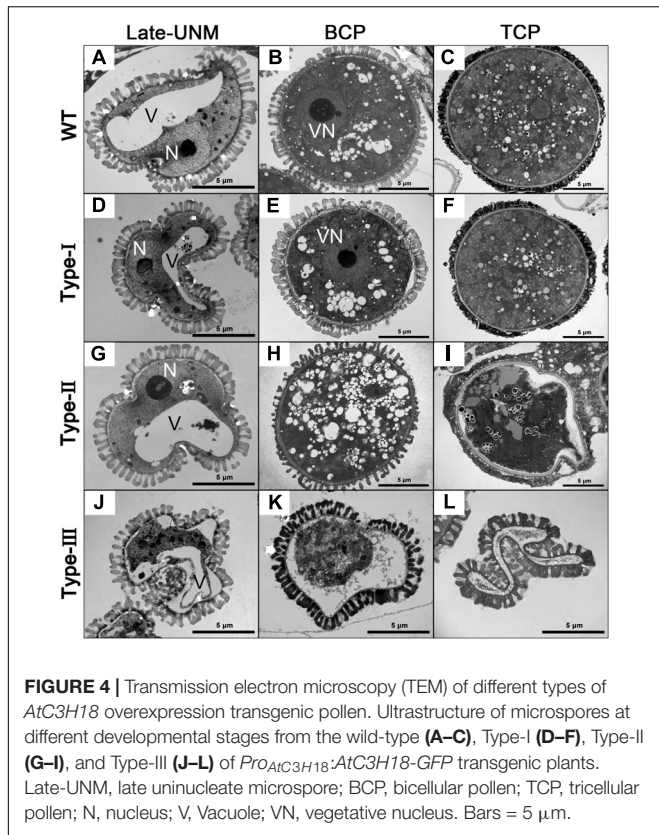 Late-UNM BCP TCP
WT
A B C
V N VN
5 μm 5 μm 5 μm
Type-I
D E F
N V VN
5 μm 5 μm 5 μm
Type-II
G H I
N V
5 μm 5 μm 5 μm
Type-III
J K L
V
5 μm 5 μm 5 μm
FIGURE 4 | Transmission electron microscopy (TEM) of different types of
AtC3H18 overexpression transgenic pollen. Ultrastructure of microspores at
different developmental stages from the wild-type (A–C), Type-I (D–F), Type-II
(G–I), and Type-III (J–L) of ProAtC3H18:AtC3H18-GFP transgenic plants.
Late-UNM, late uninucleate microspore; BCP, bicellular pollen; TCP, tricellular
pollen; N, nucleus; V, Vacuole; VN, vegetative nucleus. Bars = 5 μm.